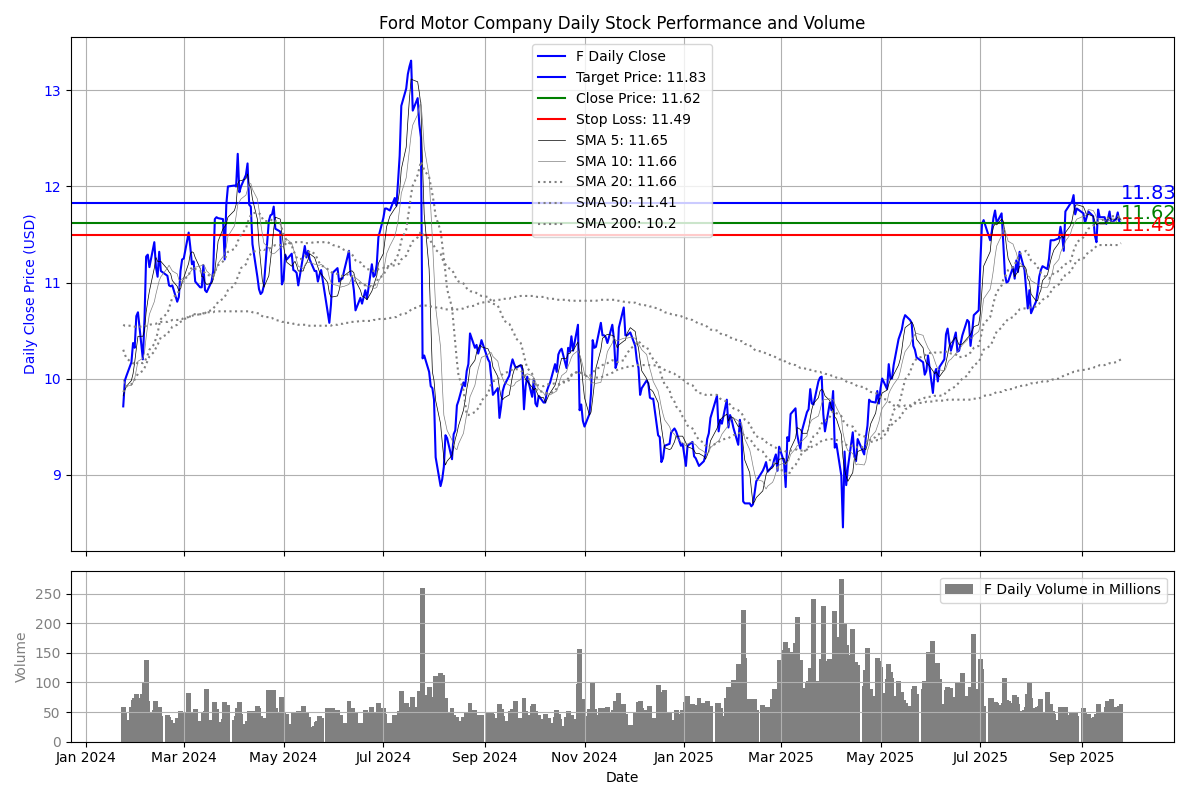 Ford Motor Company Daily Stock Performance and Volume
Daily Close Price (USD)
13
12
11
10
9
F Daily Close
Target Price: 11.83
Close Price: 11.62
Stop Loss: 11.49
SMA 5: 11.65
SMA 10: 11.66
SMA 20: 11.66
SMA 50: 11.41
SMA 200: 10.2
11.83
11.62
11.49
Volume
250
200
150
100
50
0
F Daily Volume in Millions
Jan 2024 Mar 2024 May 2024 Jul 2024 Sep 2024 Nov 2024 Jan 2025 Mar 2025 May 2025 Jul 2025 Sep 2025
Date